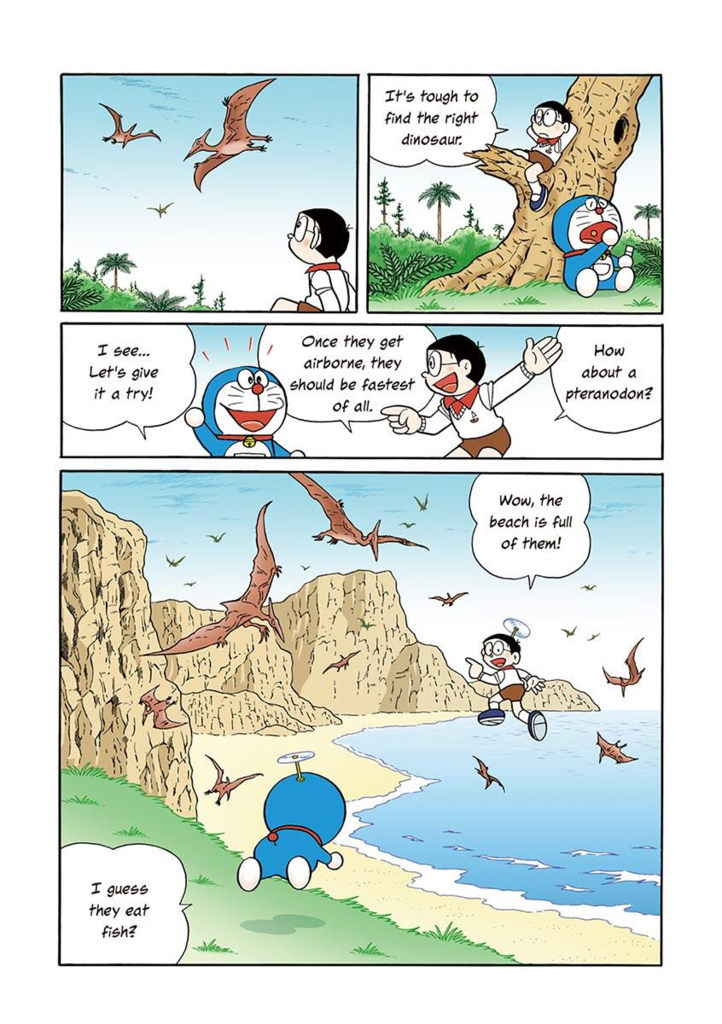 It's tough to
find the right
dinosaur.
How
about a
pteranodon?
Once they get
airborne, they
should be fastest
of all.
I see...
Let's give
it a try!
Wow, the
beach is full
of them!
I guess
they eat
fish?